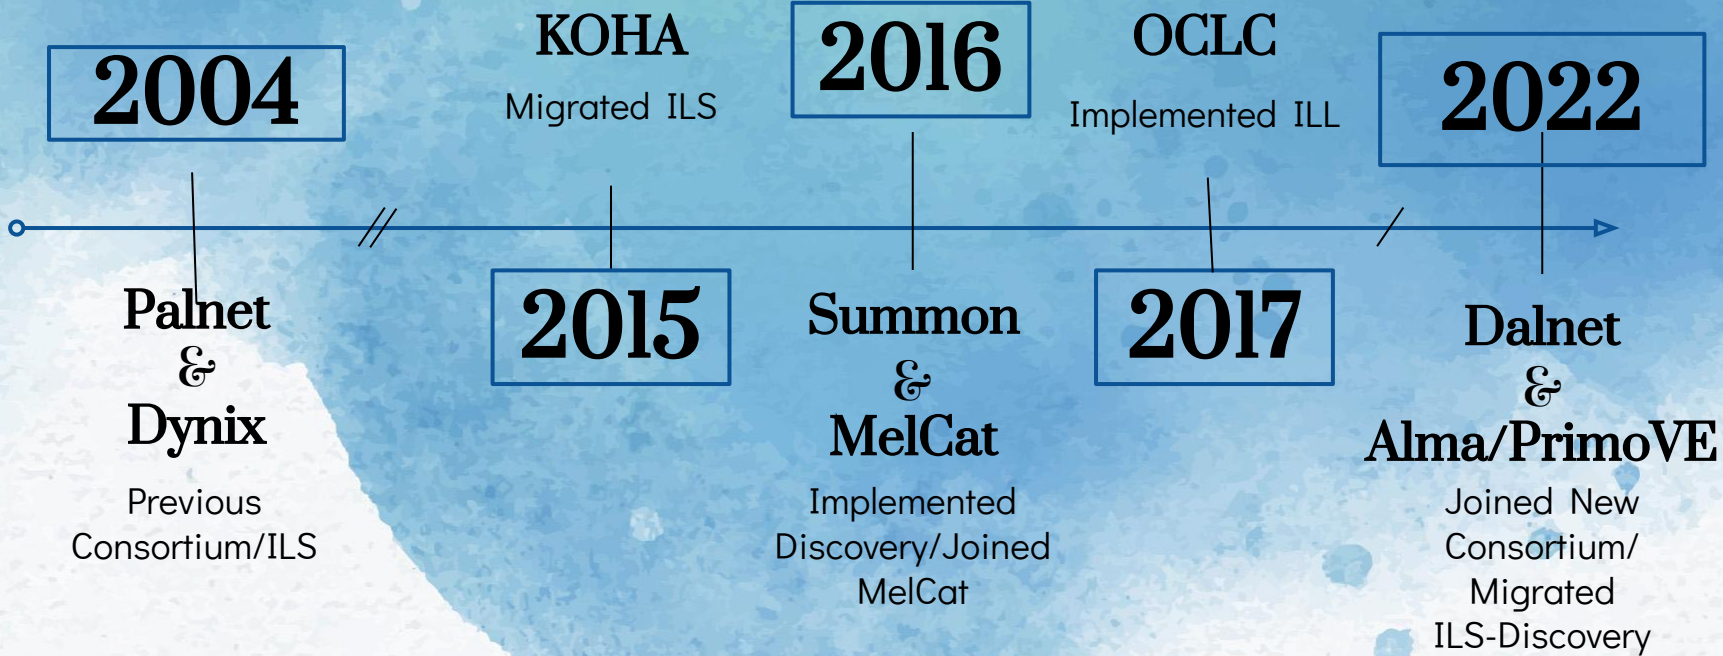 2004
Palnet
&
Dynix
Previous
Consortium/ILS
KOHA
Migrated ILS
2015
2016
Summon
&
MelCat
Implemented
Discovery/Joined
MelCat
OCLC
Implemented ILL
2017
2022
Dalnet
&
Alma/PrimoVE
Joined New
Consortium/
Migrated
ILS-Discovery